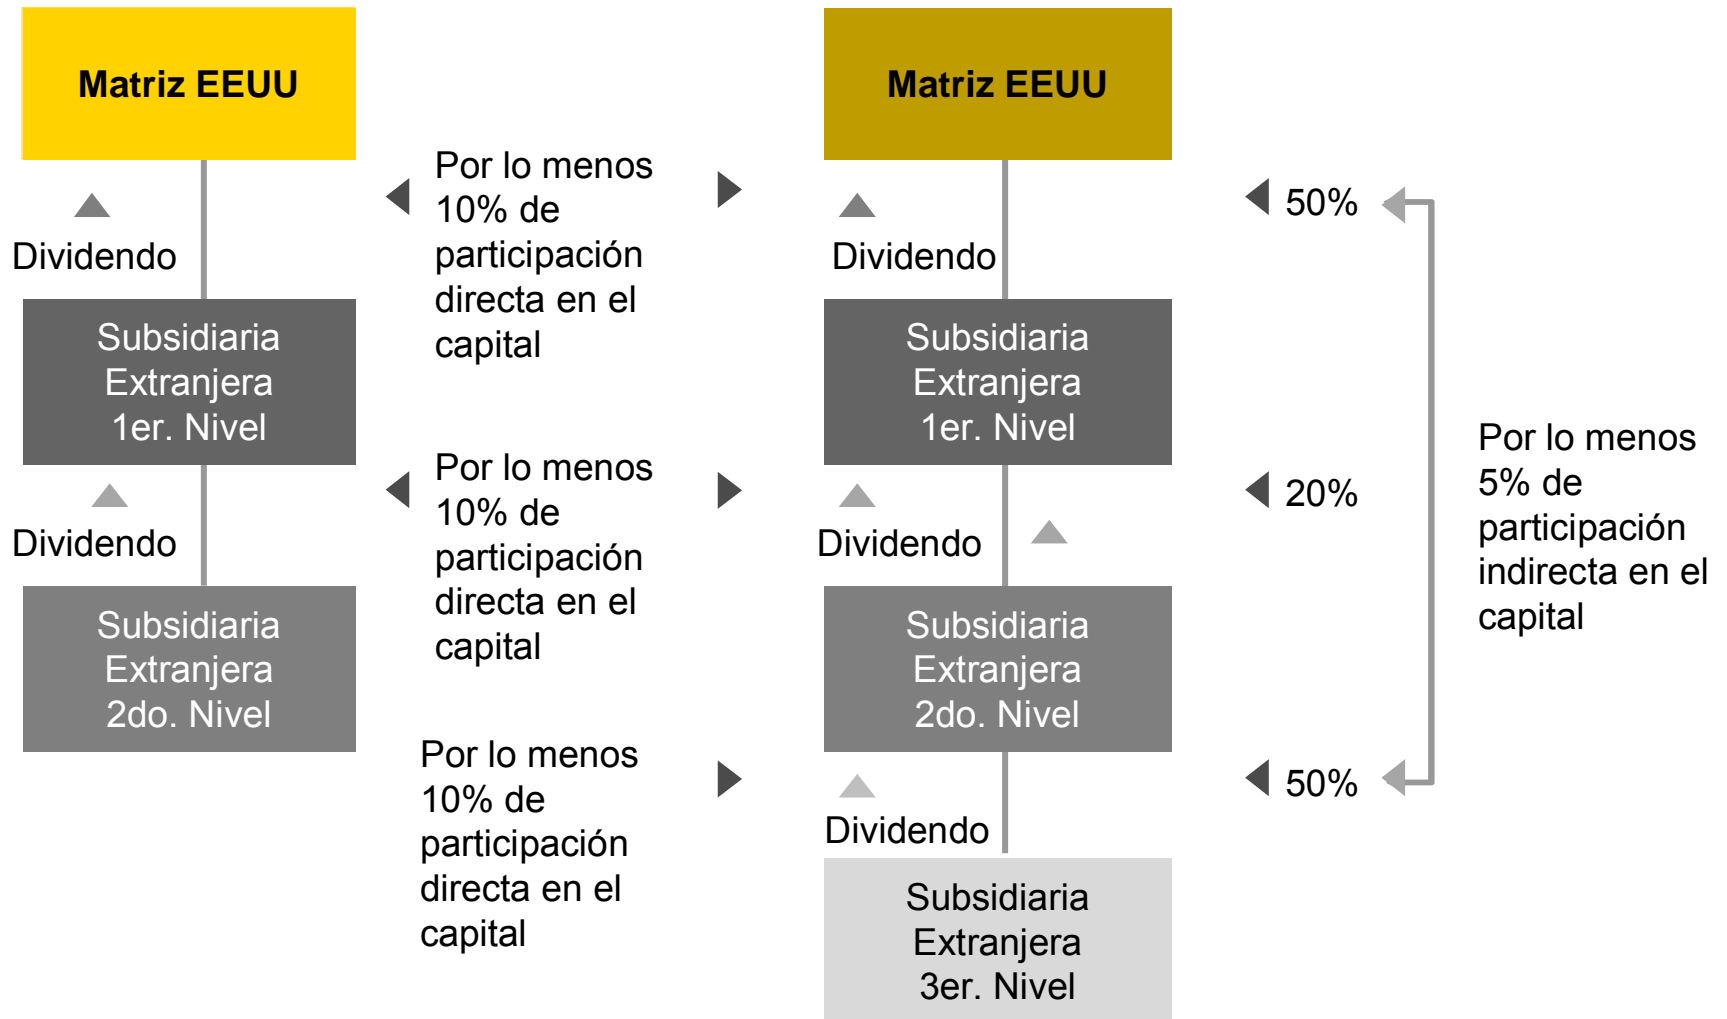 Matriz EEUU
Matriz EEUU
Por lo menos
10% de
participación
directa en el
capital
50%
Dividendo
Dividendo
Subsidiaria
Extranjera
1er. Nivel
Subsidiaria
Extranjera
1er. Nivel
Por lo menos
5% de
participación
indirecta en el
capital
Por lo menos
10% de
participación
directa en el
capital
20%
Dividendo
Dividendo
Subsidiaria
Extranjera
2do. Nivel
Subsidiaria
Extranjera
2do. Nivel
Por lo menos
10% de
participación
directa en el
capital
50%
Dividendo
Subsidiaria
Extranjera
3er. Nivel